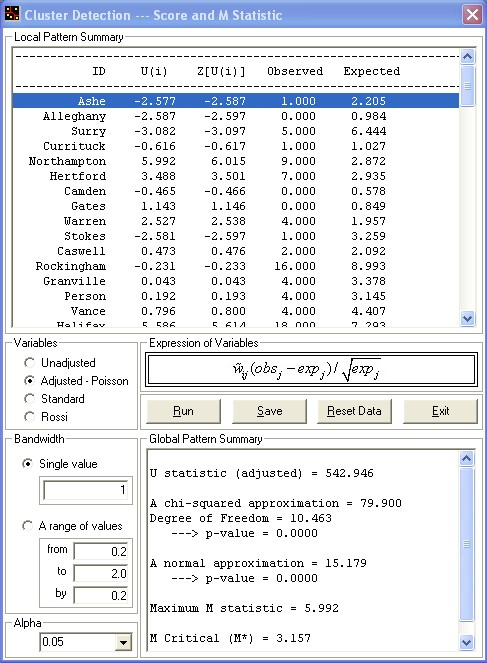 Cluster Detection --- Score and M Statistic
Local Pattern Summary
ID U(i) Z[U(i)] Observed Expected
Ashe -2.577 -2.587 1.000 2.205
Alleghany -2.587 -2.597 0.000 0.984
Surry -3.082 -3.097 5.000 6.444
Currituck -0.616 -0.617 1.000 1.027
Northampton 5.992 6.015 9.000 2.872
Hertford 3.488 3.501 7.000 2.935
Camden -0.465 -0.466 0.000 0.578
Gates 1.143 1.146 0.000 0.849
Warren 2.527 2.538 4.000 1.957
Stokes -2.581 -2.597 1.000 3.259
Caswell 0.473 0.476 2.000 2.092
Rockingham -0.231 -0.233 16.000 8.993
Granville 0.043 0.043 4.000 3.378
Person 0.192 0.193 4.000 3.145
Vance 0.796 0.800 4.000 4.407
Halifax 5.586 5.614 18.000 7.293
Variables
Unadjusted
Adjusted - Poisson
Standard
Rossi
Expression of Variables
w̃ij(obsj − expj) / √expj
Run Save Reset Data Exit
Bandwidth
Single value
1
A range of values
from 0.2
to 2.0
by 0.2
Alpha
0.05
Global Pattern Summary
U statistic (adjusted) = 542.946
A chi-squared approximation = 79.900
Degree of Freedom = 10.463
---> p-value = 0.0000
A normal approximation = 15.179
---> p-value = 0.0000
Maximum M statistic = 5.992
M Critical (M*) = 3.157